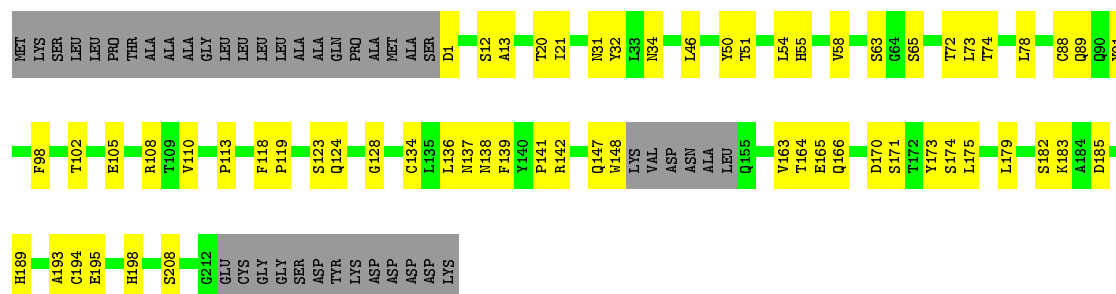 MET LYS SER LEU LEU PRO THR ALA ALA ALA GLY LEU LEU LEU LEU ALA ALA GLN PRO ALA MET ALA SER D1 S12 A13 T20 I21 N31 Y32 L33 N34 L46 Y50 T51 L54 H55 V58 S63 G64 S65 T72 L73 T74 L78 C88 Q89 Q90
F98 T102 E105 R108 T109 V110 P113 F118 P119 S123 Q124 G128 C134 L135 L136 N137 N138 F139 Y140 P141 R142 Q147 W148 LYS VAL ASP ASN ALA LEU Q155 V163 T164 E165 Q166 D170 S171 T172 Y173 S174 L175 L179 S182 K183 A184 D185
H189 A193 C194 E195 H198 S208 G212 GLU CYS GLY GLY SER ASP TYR LYS ASP ASP ASP ASP LYS